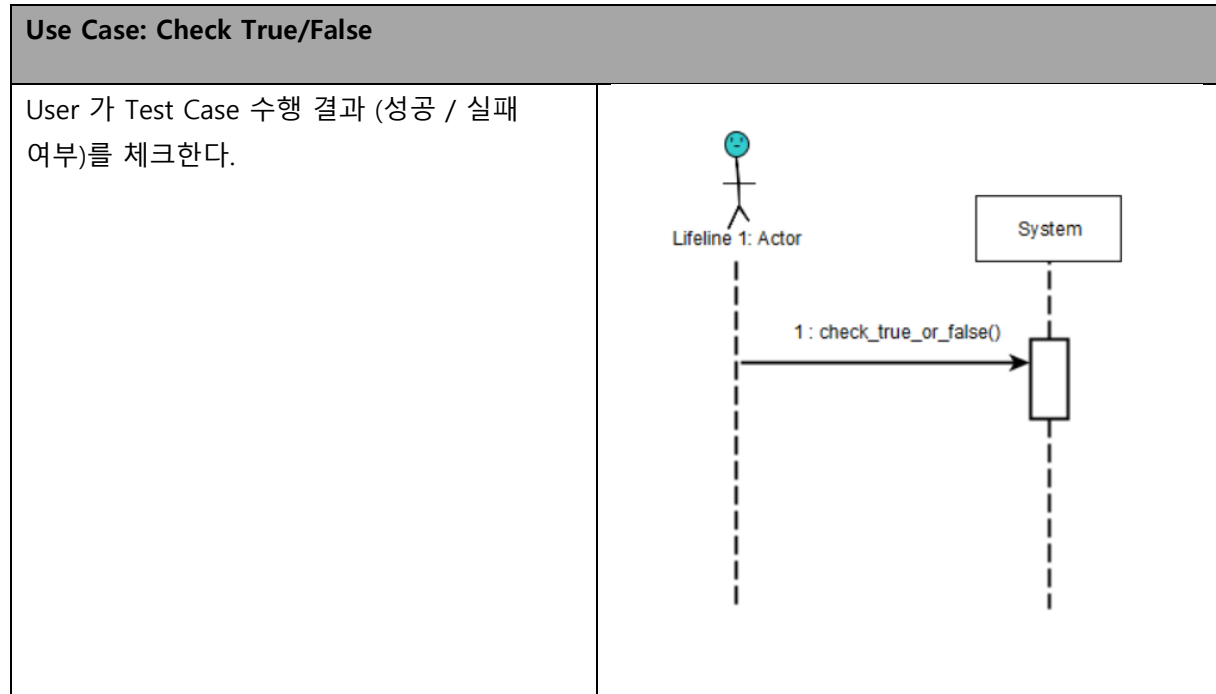 Use Case: Check True/False
User 가 Test Case 수행 결과 (성공 / 실패
여부)를 체크한다.
Lifeline 1: Actor
System
1 : check_true_or_false()